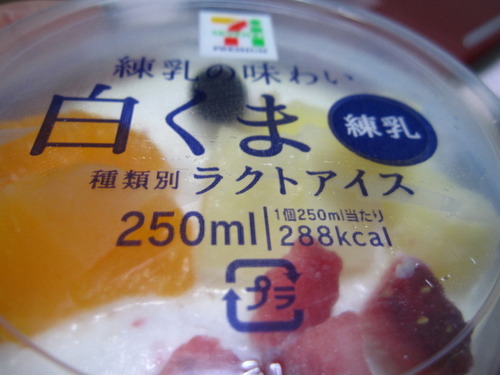 練乳の味わい
白くま 練乳
種類別 ラクトアイス
250ml 1個250ml当たり
288kcal
プラ